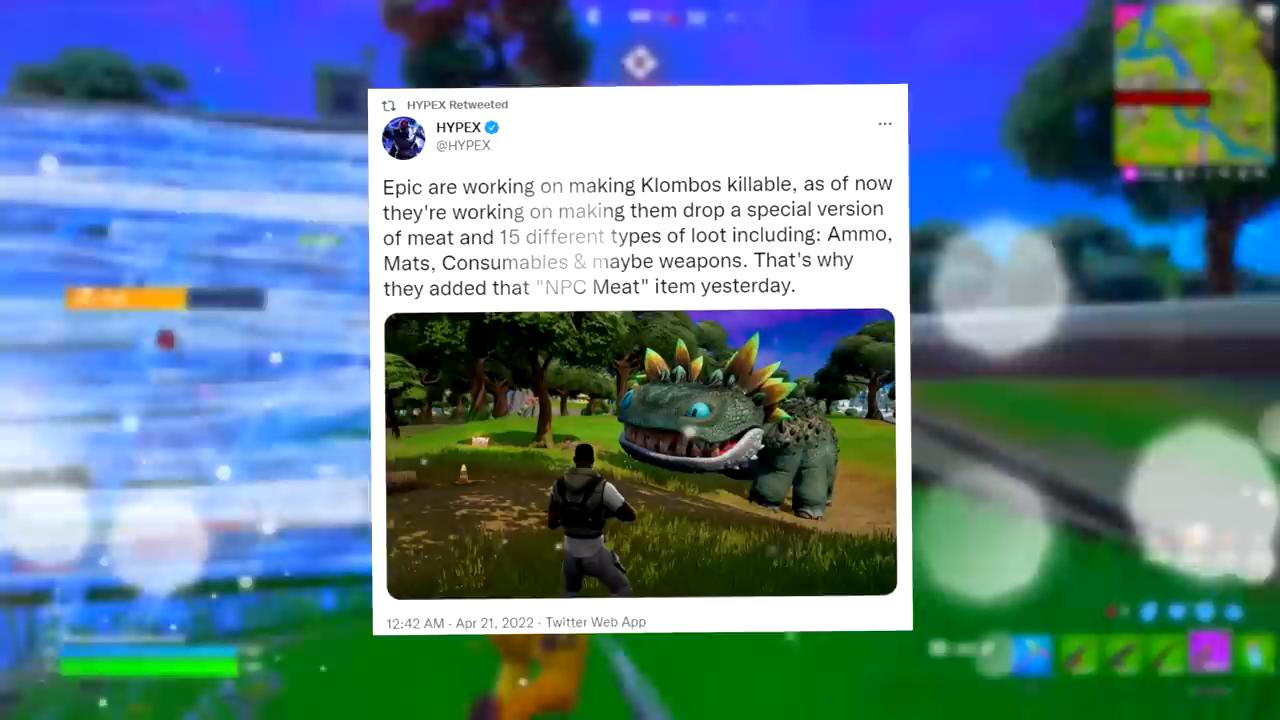 HYPEX Retweeted
HYPEX
@HYPEX
Epic are working on making Klombos killable, as of now
they're working on making them drop a special version
of meat and 15 different types of loot including: Ammo,
Mats, Consumables & maybe weapons. That's why
they added that "NPC Meat" item yesterday.
12:42 AM · Apr 21, 2022 · Twitter Web App